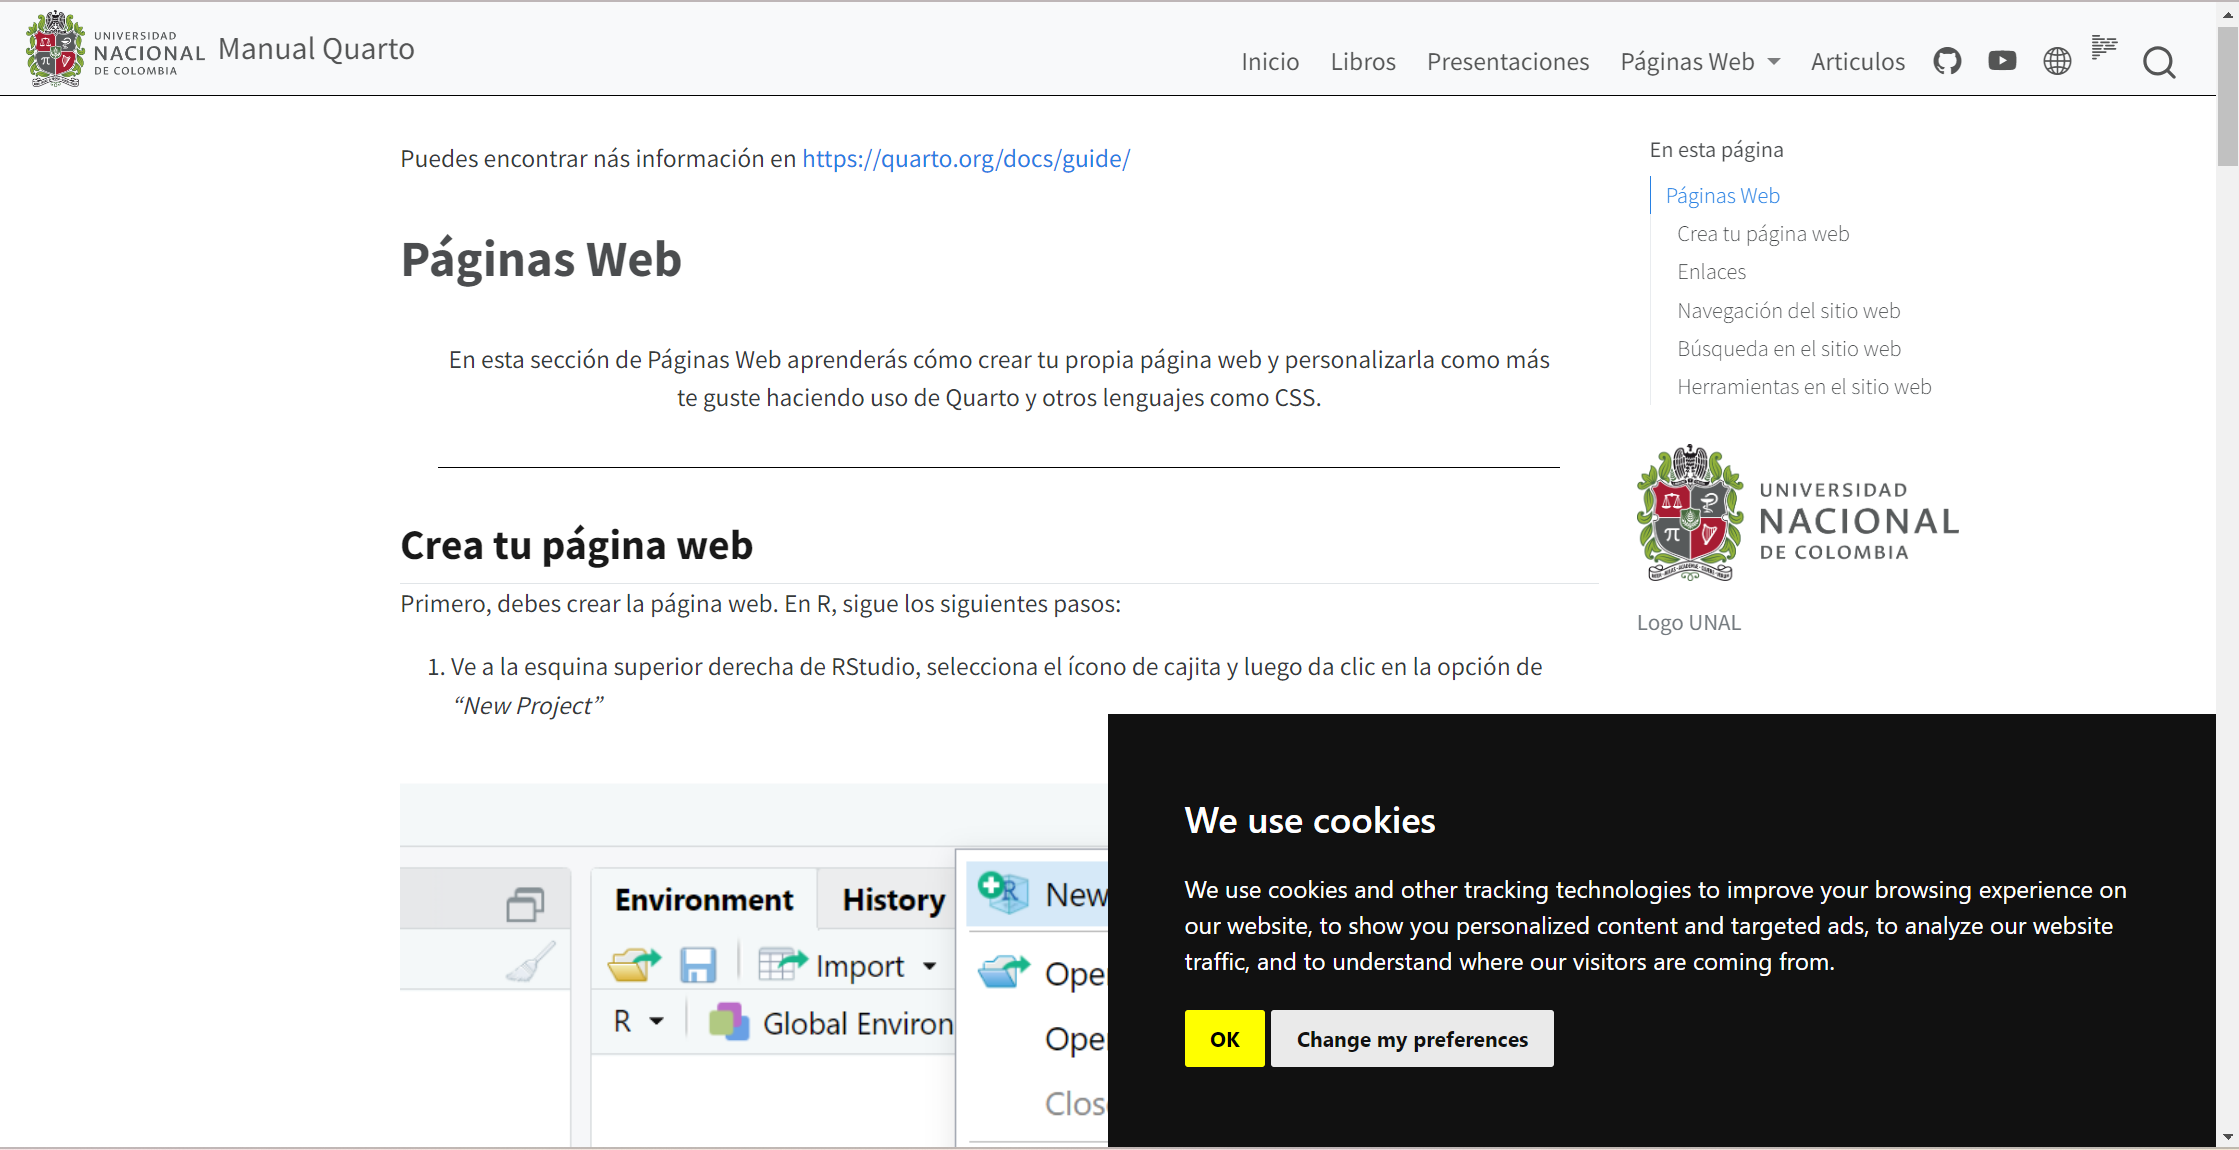 UNIVERSIDAD
NACIONAL
DE COLOMBIA
Manual Quarto
Inicio
Libros
Presentaciones
Páginas Web
Articulos
Puedes encontrar nás información en https://quarto.org/docs/guide/
Páginas Web
En esta sección de Páginas Web aprenderás cómo crear tu propia página web y personalizarla como más
te guste haciendo uso de Quarto y otros lenguajes como CSS.
Crea tu página web
Primero, debes crear la página web. En R, sigue los siguientes pasos:
1. Ve a la esquina superior derecha de RStudio, selecciona el ícono de cajita y luego da clic en la opción de
“New Project”
Environment
History
Import
R
Global Environ
New
Ope
Ope
Clos
En esta página
Páginas Web
Crea tu página web
Enlaces
Navegación del sitio web
Búsqueda en el sitio web
Herramientas en el sitio web
UNIVERSIDAD
NACIONAL
DE COLOMBIA
Logo UNAL
We use cookies
We use cookies and other tracking technologies to improve your browsing experience on
our website, to show you personalized content and targeted ads, to analyze our website
traffic, and to understand where our visitors are coming from.
OK
Change my preferences